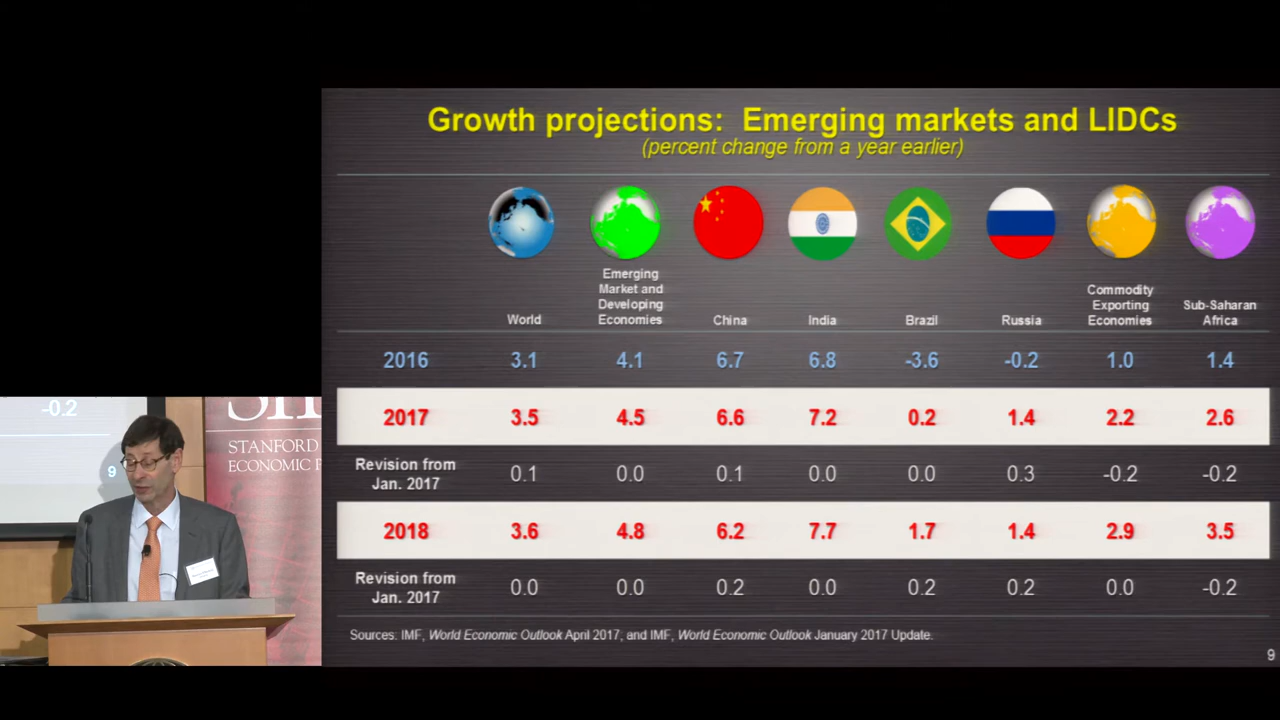 Growth projections: Emerging markets and LIDCs
(percent change from a year earlier)
World
Emerging
Market and
Developing
Economies
China
India
Brazil
Russia
Commodity
Exporting
Economies
Sub-Saharan
Africa
2016 3.1 4.1 6.7 6.8 -3.6 -0.2 1.0 1.4
2017 3.5 4.5 6.6 7.2 0.2 1.4 2.2 2.6
Revision from
Jan. 2017
0.1 0.0 0.1 0.0 0.0 0.3 -0.2 -0.2
2018 3.6 4.8 6.2 7.7 1.7 1.4 2.9 3.5
Revision from
Jan. 2017
0.0 0.0 0.2 0.0 0.2 0.2 0.0 -0.2
Sources: IMF, World Economic Outlook April 2017, and IMF, World Economic Outlook January 2017 Update.
9
-0.2
9
STANFORD
ECONOMIC